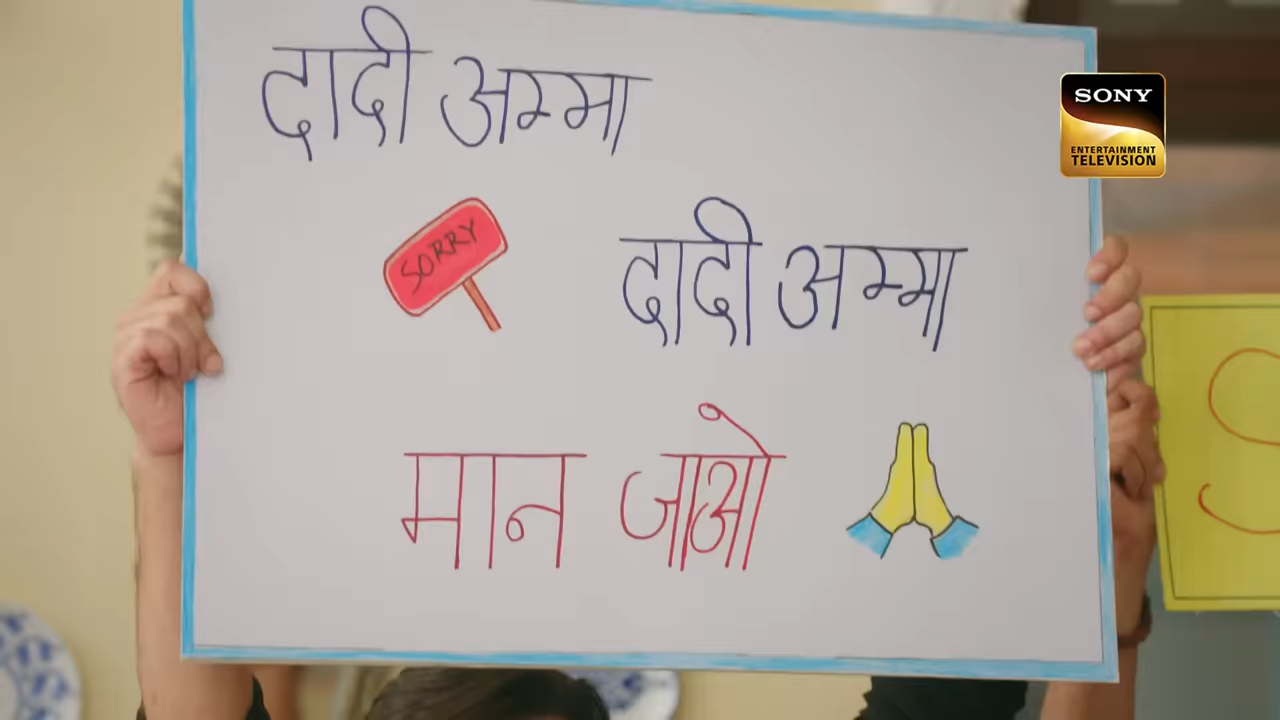 दादी अम्मा
SORRY
दादी अम्मा
मान जाओ
SONY
ENTERTAINMENT
TELEVISION
S